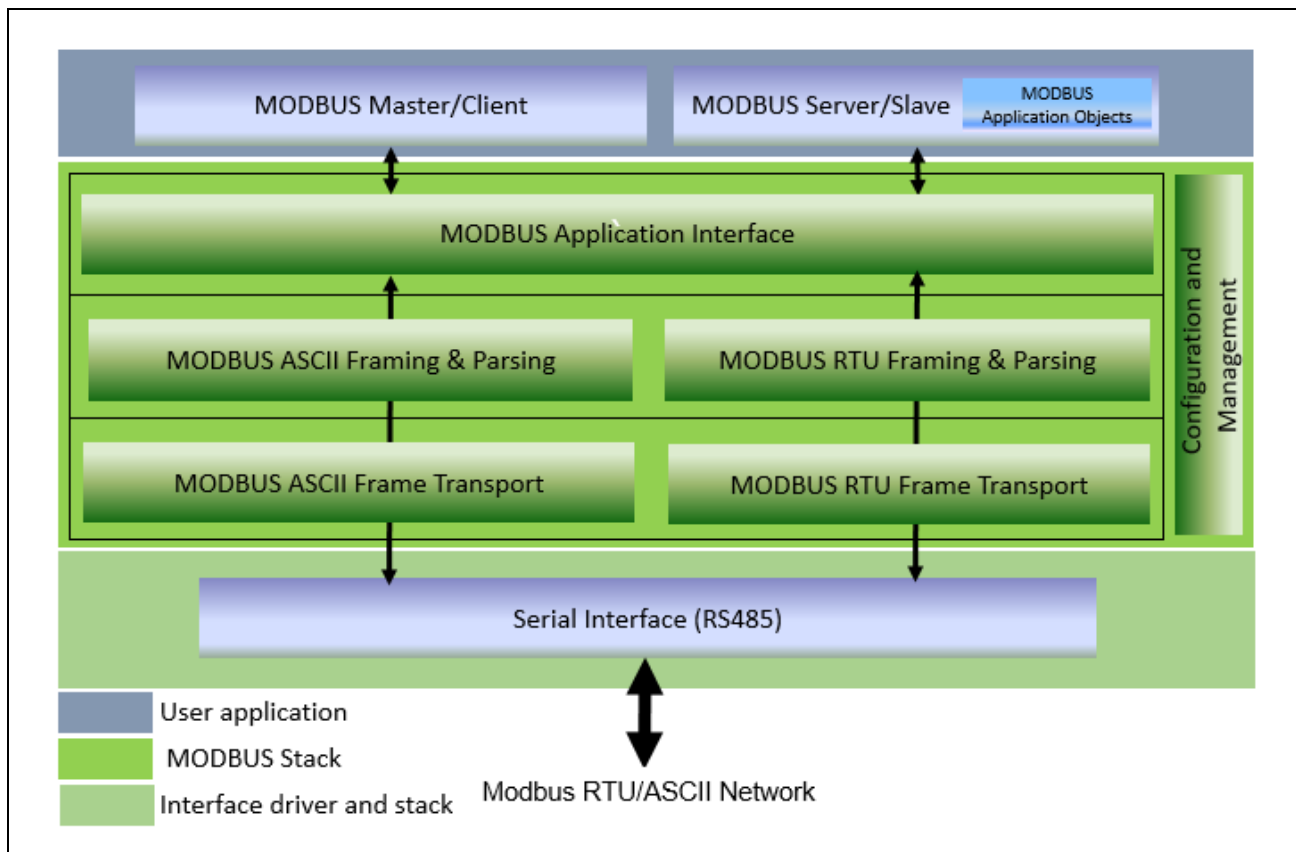 MODBUS Master/Client
MODBUS Server/Slave
MODBUS
Application Objects
MODBUS Application Interface
MODBUS ASCII Framing & Parsing
MODBUS RTU Framing & Parsing
MODBUS ASCII Frame Transport
MODBUS RTU Frame Transport
Configuration and
Management
Serial Interface (RS485)
User application
MODBUS Stack
Interface driver and stack
Modbus RTU/ASCII Network